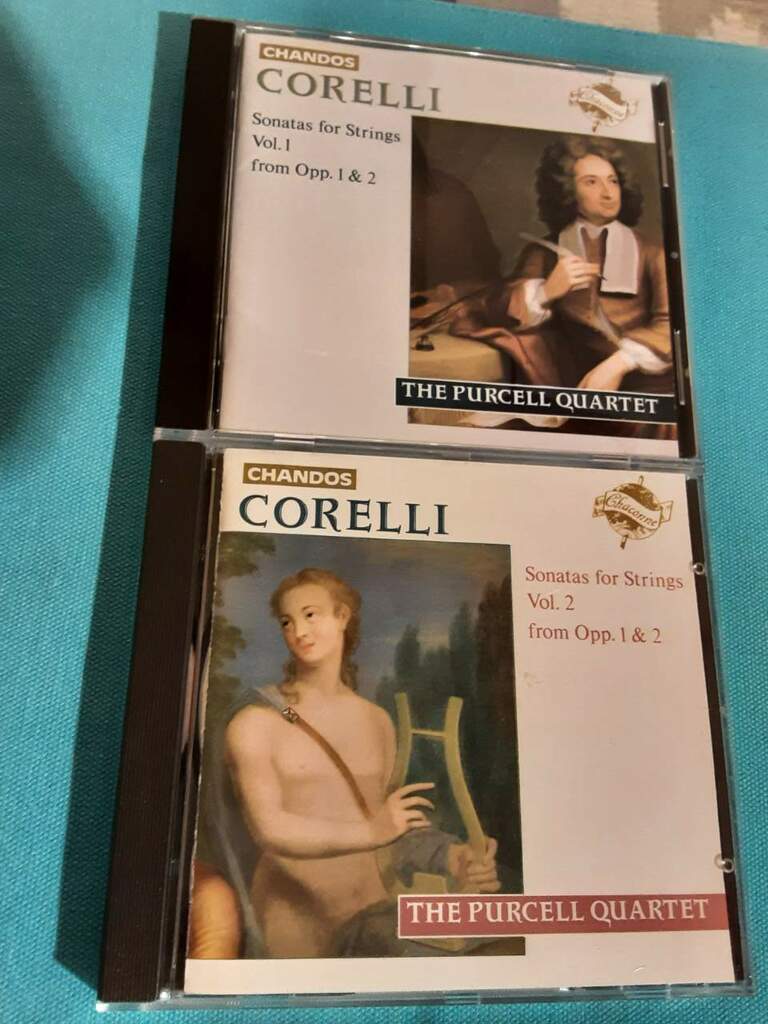 CHANDOS
CORELLI
Chaconne
Sonatas for Strings
Vol. 1
from Opp. 1 & 2
THE PURCELL QUARTET
CHANDOS
CORELLI
Chaconne
Sonatas for Strings
Vol. 2
from Opp. 1 & 2
THE PURCELL QUARTET